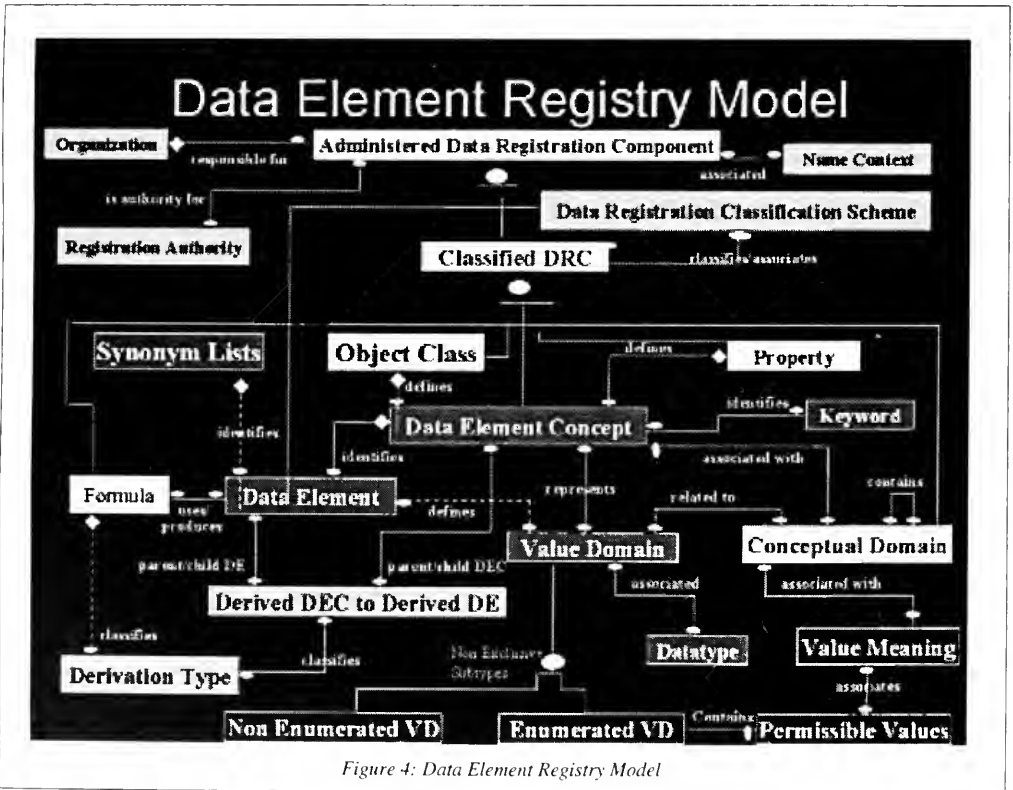 Data Element Registry Model
Organization
responsible for
Administered Data Registration Component
associated
Name Context
is authority for
Registration Authority
Data Registration Classification Scheme
Classified DRC
classifies/associates
Synonym Lists
Object Class
defines
Property
defines
identifies
Keyword
Data Element Concept
identifies
identifies
associated with
contains
Formula
uses/
produces
Data Element
defines
represents
related to
Value Domain
Conceptual Domain
parent/child DE
parent/child DEC
associated
associated with
Derived DEC to Derived DE
classifies
classifies
Non Exclusive
Subtypes
Datatype
Value Meaning
Derivation Type
associates
Non Enumerated VD
Enumerated VD
Contains
Permissible Values
Figure 4: Data Element Registry Model